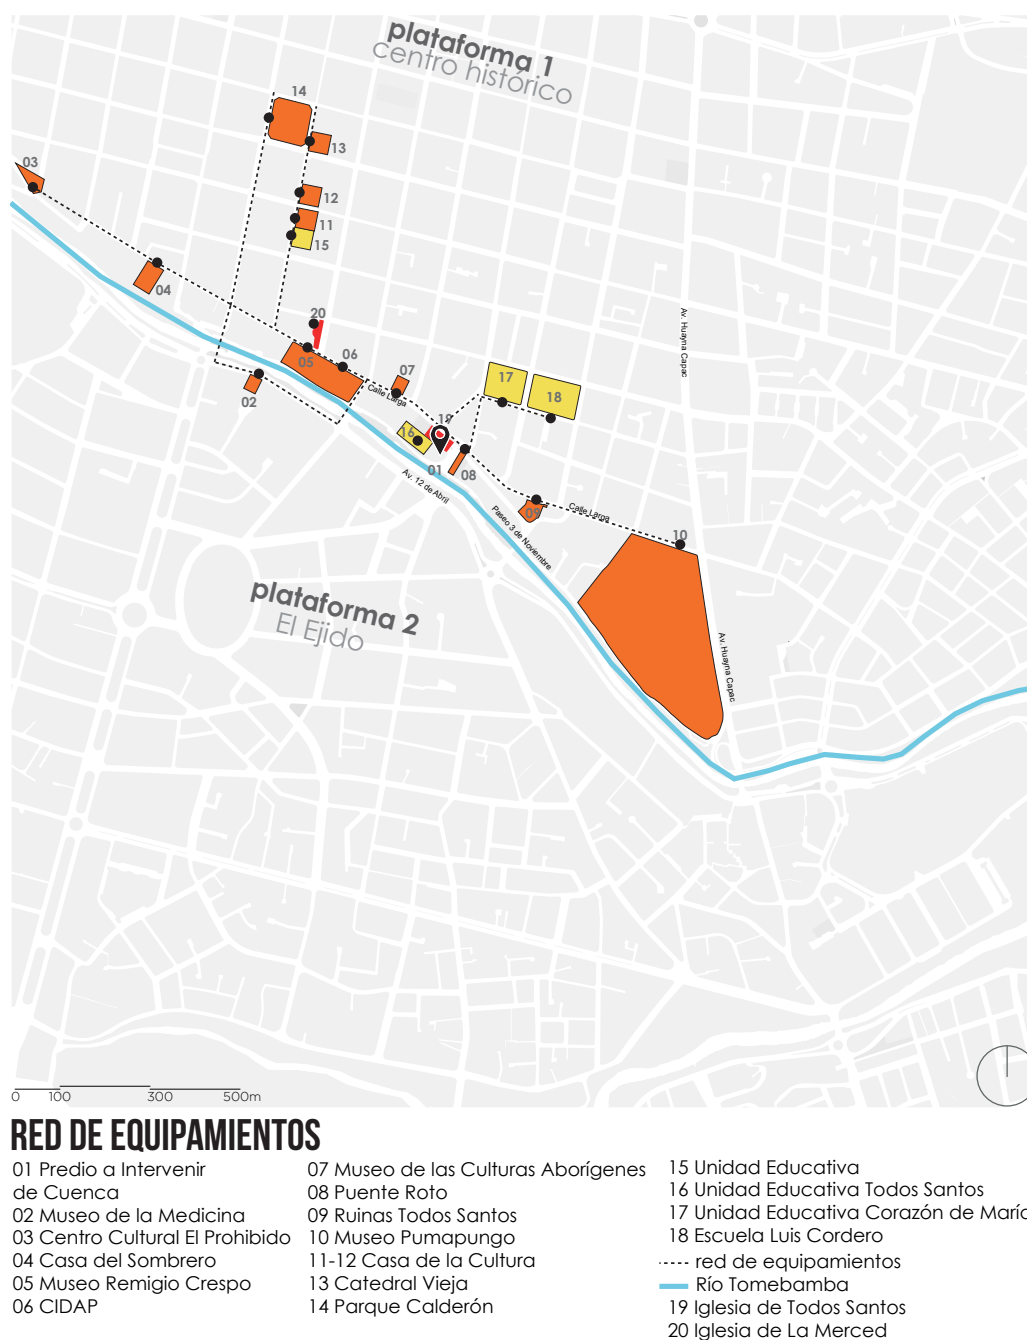 plataforma 1
centro histórico
14
13
03
12
11
15
04
20
06
05
07
02
Calle Larga
17
18
19
16
01
08
Av. 12 de Abril
Paseo 3 de Noviembre
09
Calle Larga
10
Av. Huayna Capac
Av. Huayna Capac
plataforma 2
El Ejido
0 100 300 500m
RED DE EQUIPAMIENTOS
01 Predio a Intervenir
de Cuenca
02 Museo de la Medicina
03 Centro Cultural El Prohibido
04 Casa del Sombrero
05 Museo Remigio Crespo
06 CIDAP
07 Museo de las Culturas Aborígenes
08 Puente Roto
09 Ruinas Todos Santos
10 Museo Pumapungo
11-12 Casa de la Cultura
13 Catedral Vieja
14 Parque Calderón
15 Unidad Educativa
16 Unidad Educativa Todos Santos
17 Unidad Educativa Corazón de María
18 Escuela Luis Cordero
red de equipamientos
Río Tomebamba
19 Iglesia de Todos Santos
20 Iglesia de La Merced